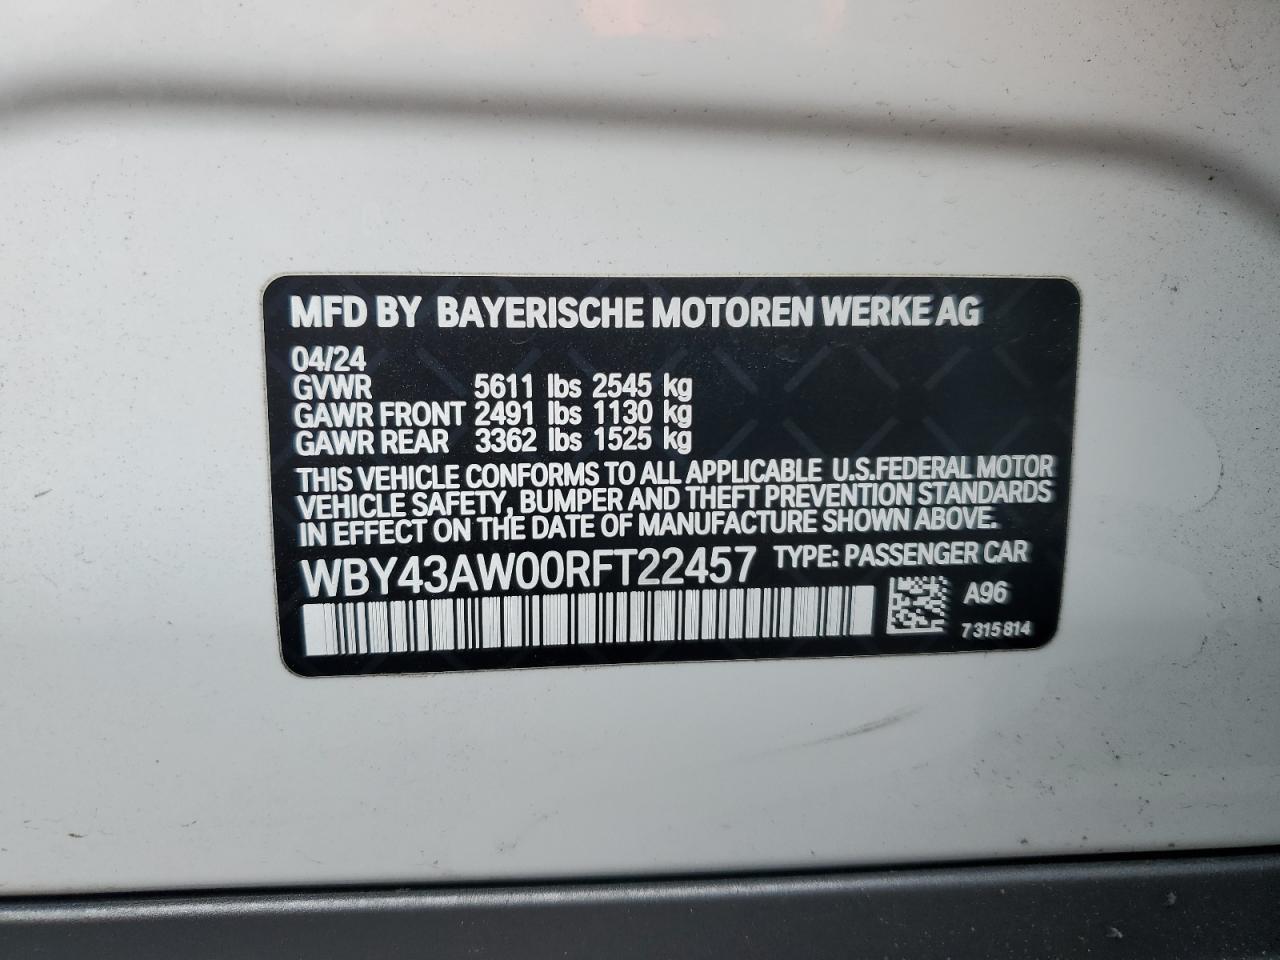 MFD BY BAYERISCHE MOTOREN WERKE AG
04/24
GVWR 5611 lbs 2545 kg
GAWR FRONT 2491 lbs 1130 kg
GAWR REAR 3362 lbs 1525 kg
THIS VEHICLE CONFORMS TO ALL APPLICABLE U.S.FEDERAL MOTOR
VEHICLE SAFETY, BUMPER AND THEFT PREVENTION STANDARDS
IN EFFECT ON THE DATE OF MANUFACTURE SHOWN ABOVE.
WBY43AW00RFT22457 TYPE: PASSENGER CAR
A96
7 315 814